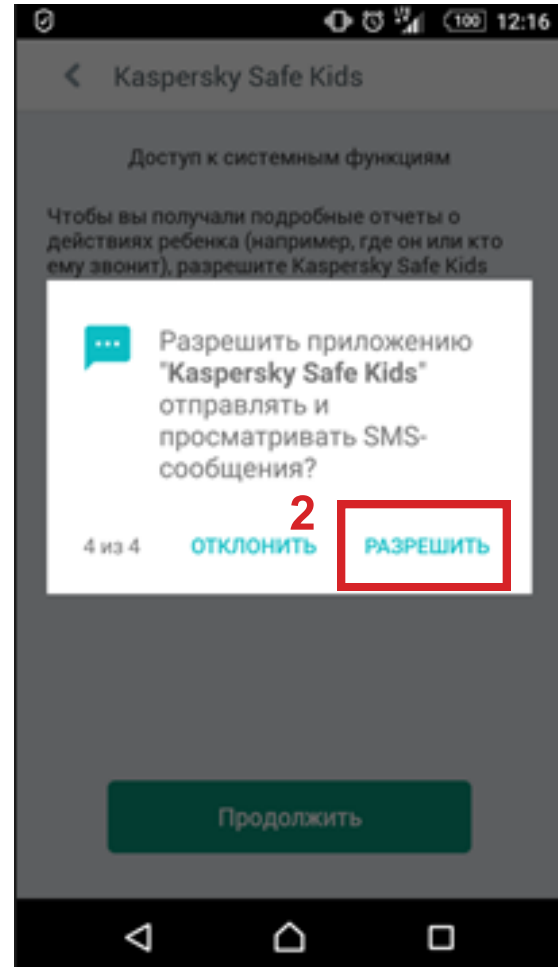 100 12:16
Kaspersky Safe Kids
Доступ к системным функциям
Чтобы вы получали подробные отчеты о
действиях ребенка (например, где он или кто
ему звонит), разрешите Kaspersky Safe Kids
Разрешить приложению
"Kaspersky Safe Kids"
отправлять и
просматривать SMS-
сообщения?
2
4 из 4 ОТКЛОНИТЬ РАЗРЕШИТЬ
Продолжить